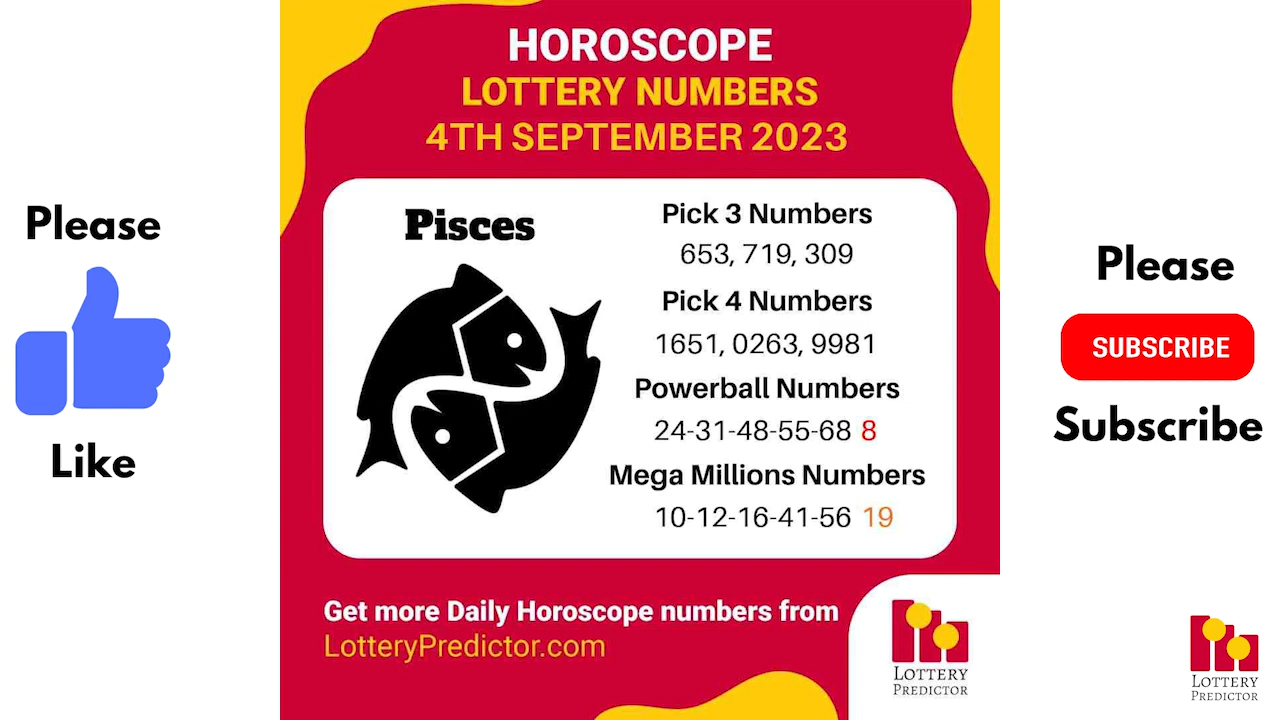 HOROSCOPE
LOTTERY NUMBERS
4TH SEPTEMBER 2023
Please
Like
Pisces
Pick 3 Numbers
653, 719, 309
Pick 4 Numbers
1651, 0263, 9981
Powerball Numbers
24-31-48-55-68 8
Mega Millions Numbers
10-12-16-41-56 19
Please
SUBSCRIBE
Subscribe
Get more Daily Horoscope numbers from
LotteryPredictor.com
LOTTERY
PREDICTOR
LOTTERY
PREDICTOR